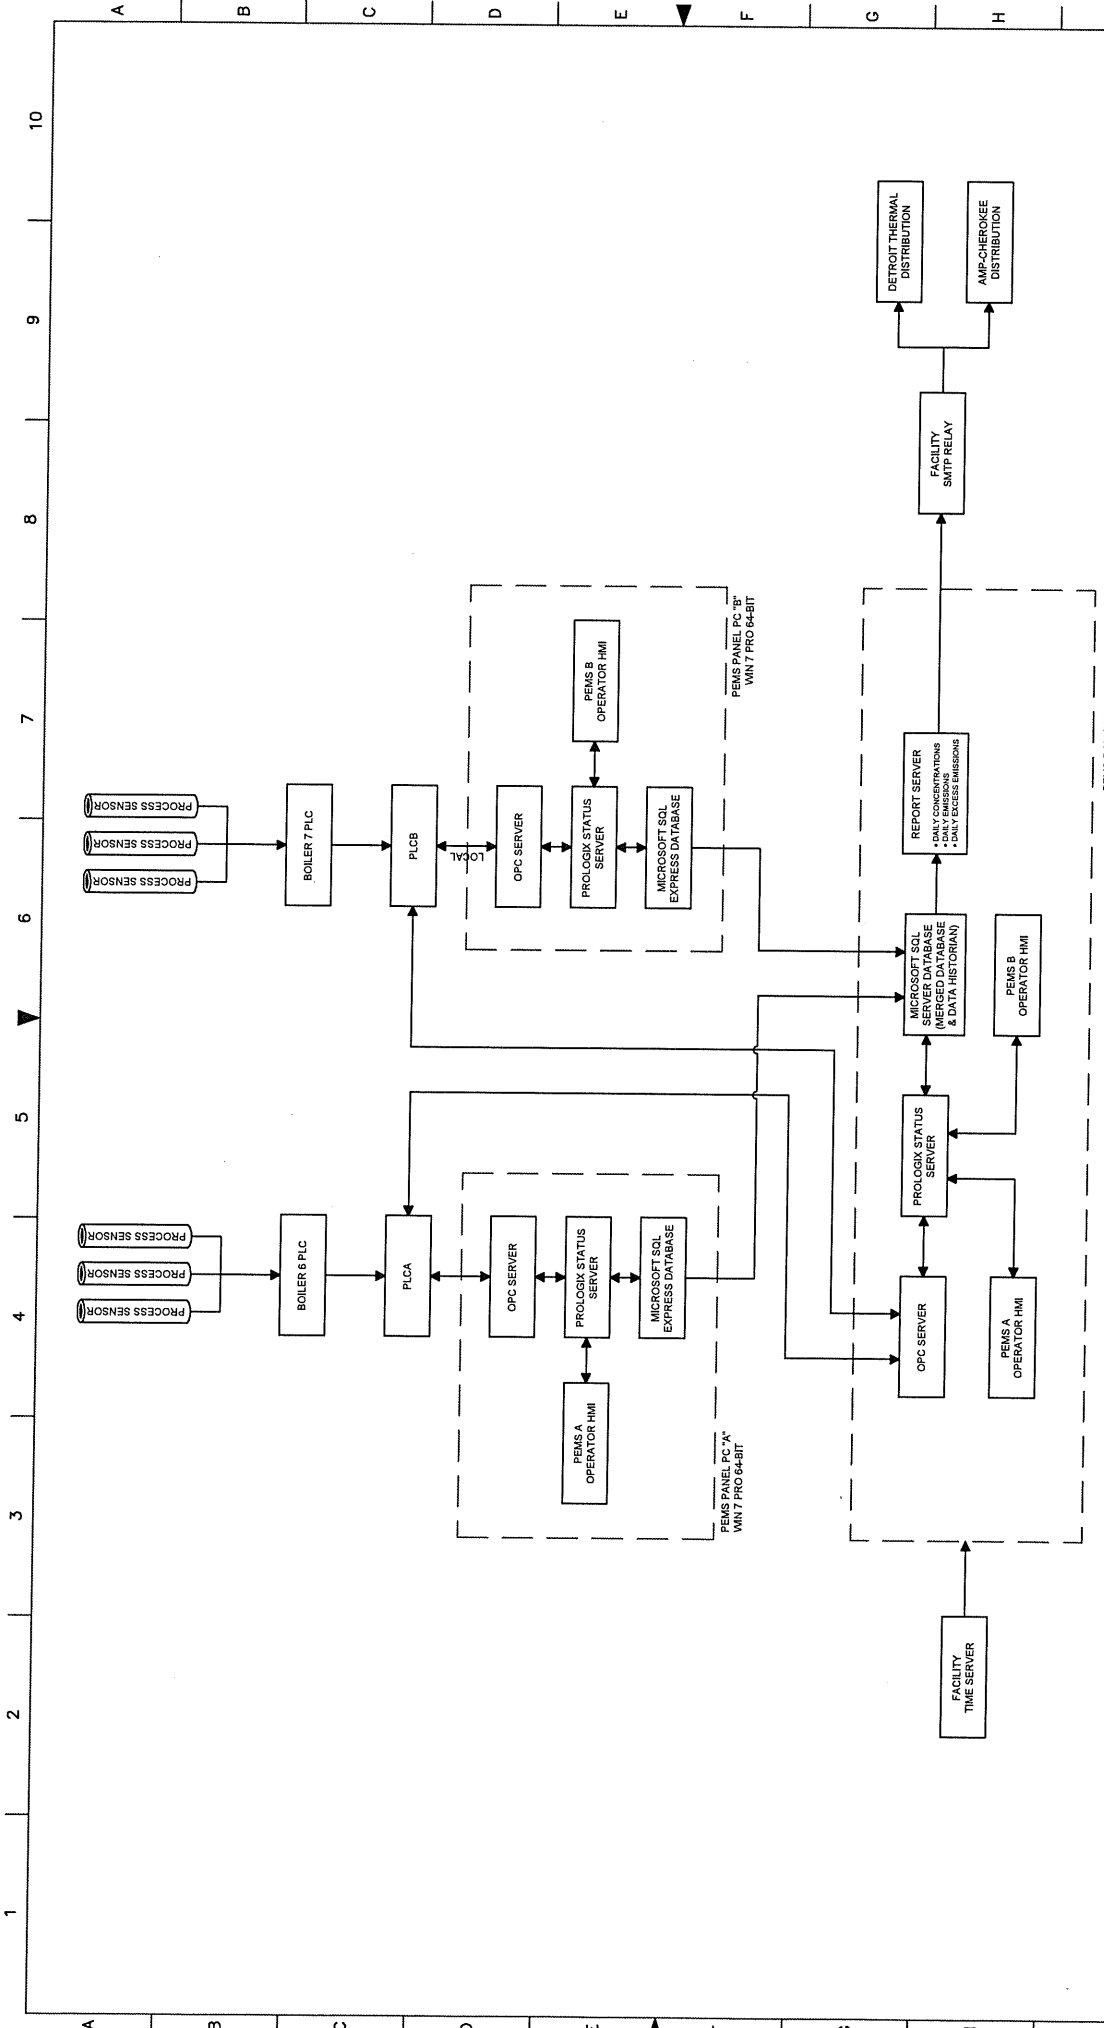 1
2
3
4
5
6
7
8
9
10
A
B
C
D
E
F
G
H
A
C
PROCESS SENSOR
PROCESS SENSOR
PROCESS SENSOR
PROCESS SENSOR
PROCESS SENSOR
PROCESS SENSOR
BOILER 6 PLC
BOILER 7 PLC
PLCA
PLCB
LOCAL
OPC SERVER
OPC SERVER
PEMS A
OPERATOR HMI
PROLOGIX STATUS
SERVER
PROLOGIX STATUS
SERVER
PEMS B
OPERATOR HMI
MICROSOFT SQL
EXPRESS DATABASE
MICROSOFT SQL
EXPRESS DATABASE
PEMS PANEL PC "A"
WIN 7 PRO 64-BIT
PEMS PANEL PC "B"
WIN 7 PRO 64-BIT
FACILITY
TIME SERVER
OPC SERVER
PROLOGIX STATUS
SERVER
MICROSOFT SQL
SERVER DATABASE
(MERGED DATABASE
& DATA HISTORIAN)
REPORT SERVER
• DAILY CONCENTRATIONS
• DAILY EMISSIONS
• DAILY EXCESS EMISSIONS
PEMS A
OPERATOR HMI
PEMS B
OPERATOR HMI
FACILITY
SMTP RELAY
DETROIT THERMAL
DISTRIBUTION
AMP-CHEROKEE
DISTRIBUTION